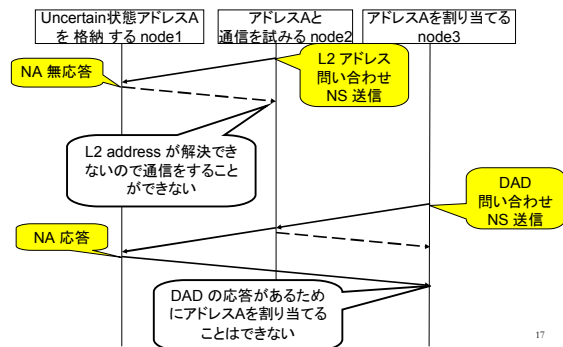 Uncertain状態アドレスA
を 格納 する node1
アドレスAと
通信を試みる node2
アドレスAを割り当てる
node3
NA 無応答
L2 アドレス
問い合わせ
NS 送信
L2 address が解決でき
ないので通信をすること
ができない
DAD
問い合わせ
NS 送信
NA 応答
DAD の応答があるため
にアドレスAを割り当てる
ことはできない
17